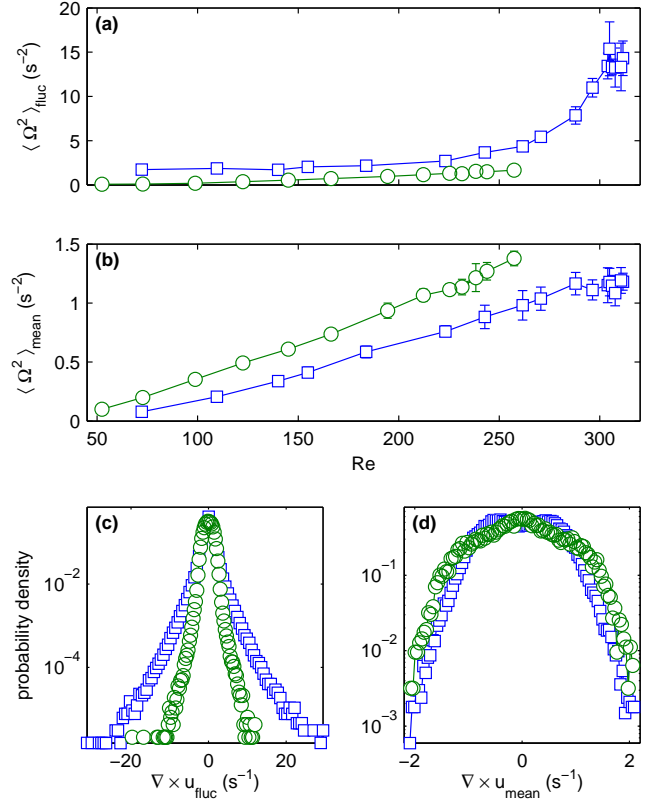 (a)
⟨ Ω² ⟩fluc (s⁻²)
20
15
10
5
0
(b)
⟨ Ω² ⟩mean (s⁻²)
1.5
1
0.5
0
50 100 150 200 250 300
Re
(c)
probability density
10⁻²
10⁻⁴
−20 0 20
∇ × u_fluc (s⁻¹)
(d)
10⁻¹
10⁻²
10⁻³
−2 0 2
∇ × u_mean (s⁻¹)